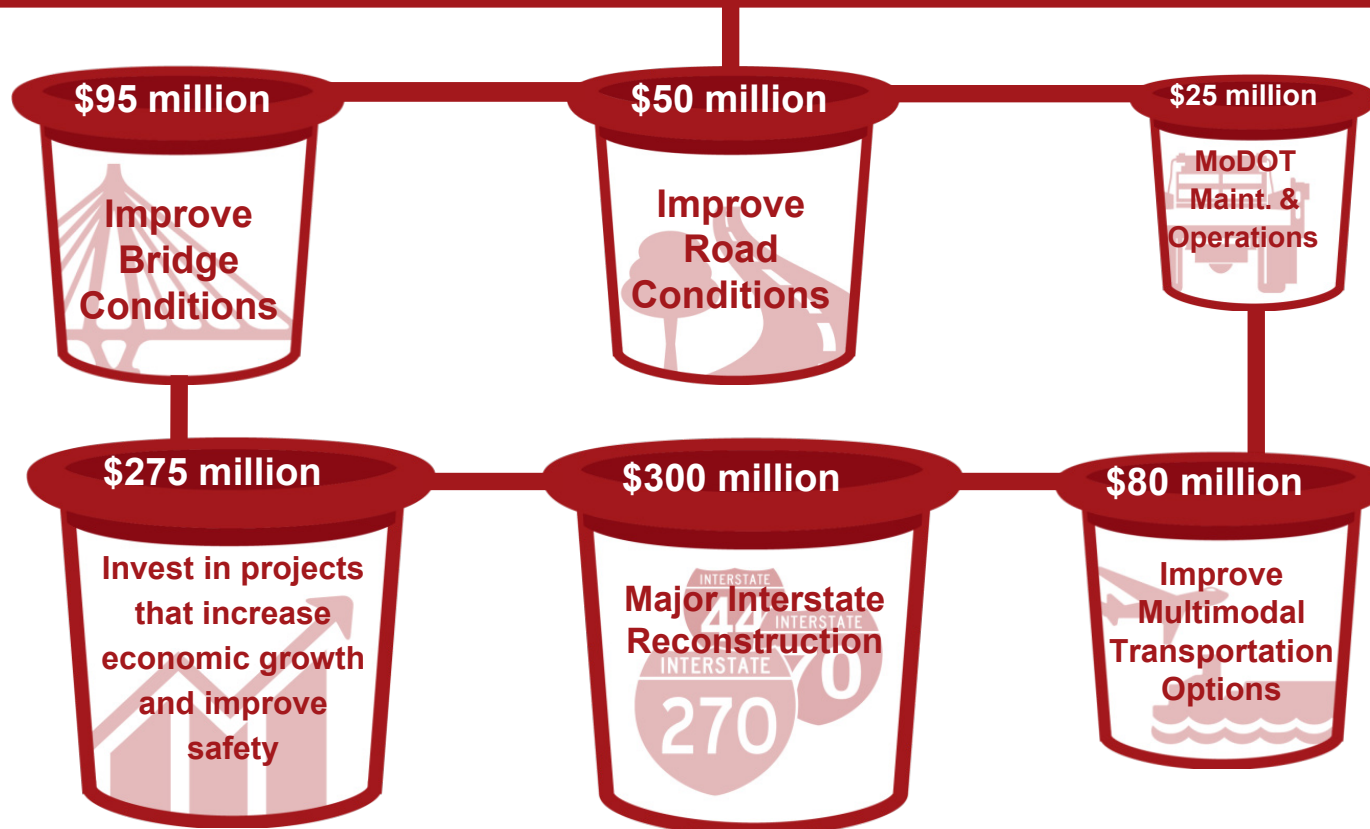 $95 million
Improve
Bridge
Conditions
$50 million
Improve
Road
Conditions
$25 million
MoDOT
Maint. &
Operations
$275 million
Invest in projects
that increase
economic growth
and improve
safety
$300 million
Major Interstate
Reconstruction
INTERSTATE
44
INTERSTATE
70
INTERSTATE
270
$80 million
Improve
Multimodal
Transportation
Options